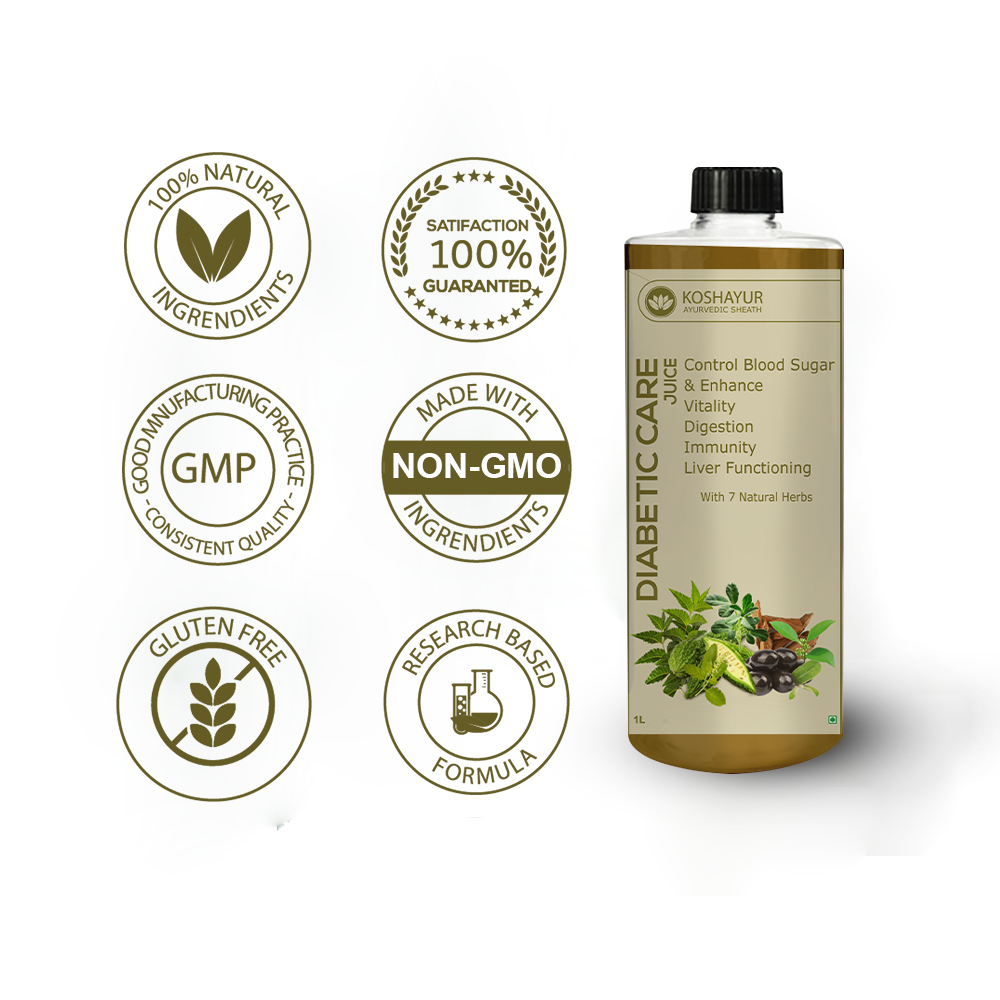 100% NATURAL
INGRENDIENTS
SATIFACTION
100%
GUARANTED
GOOD MNUFACTURING PRACTICE
GMP
- CONSISTENT QUALITY -
MADE WITH
NON-GMO
INGRENDIENTS
GLUTEN FREE
RESEARCH BASED
FORMULA
KOSHAYUR
AYURVEDIC SHEATH
DIABETIC CARE
JUICE
Control Blood Sugar
& Enhance
Vitality
Digestion
Immunity
Liver Functioning
With 7 Natural Herbs
1L